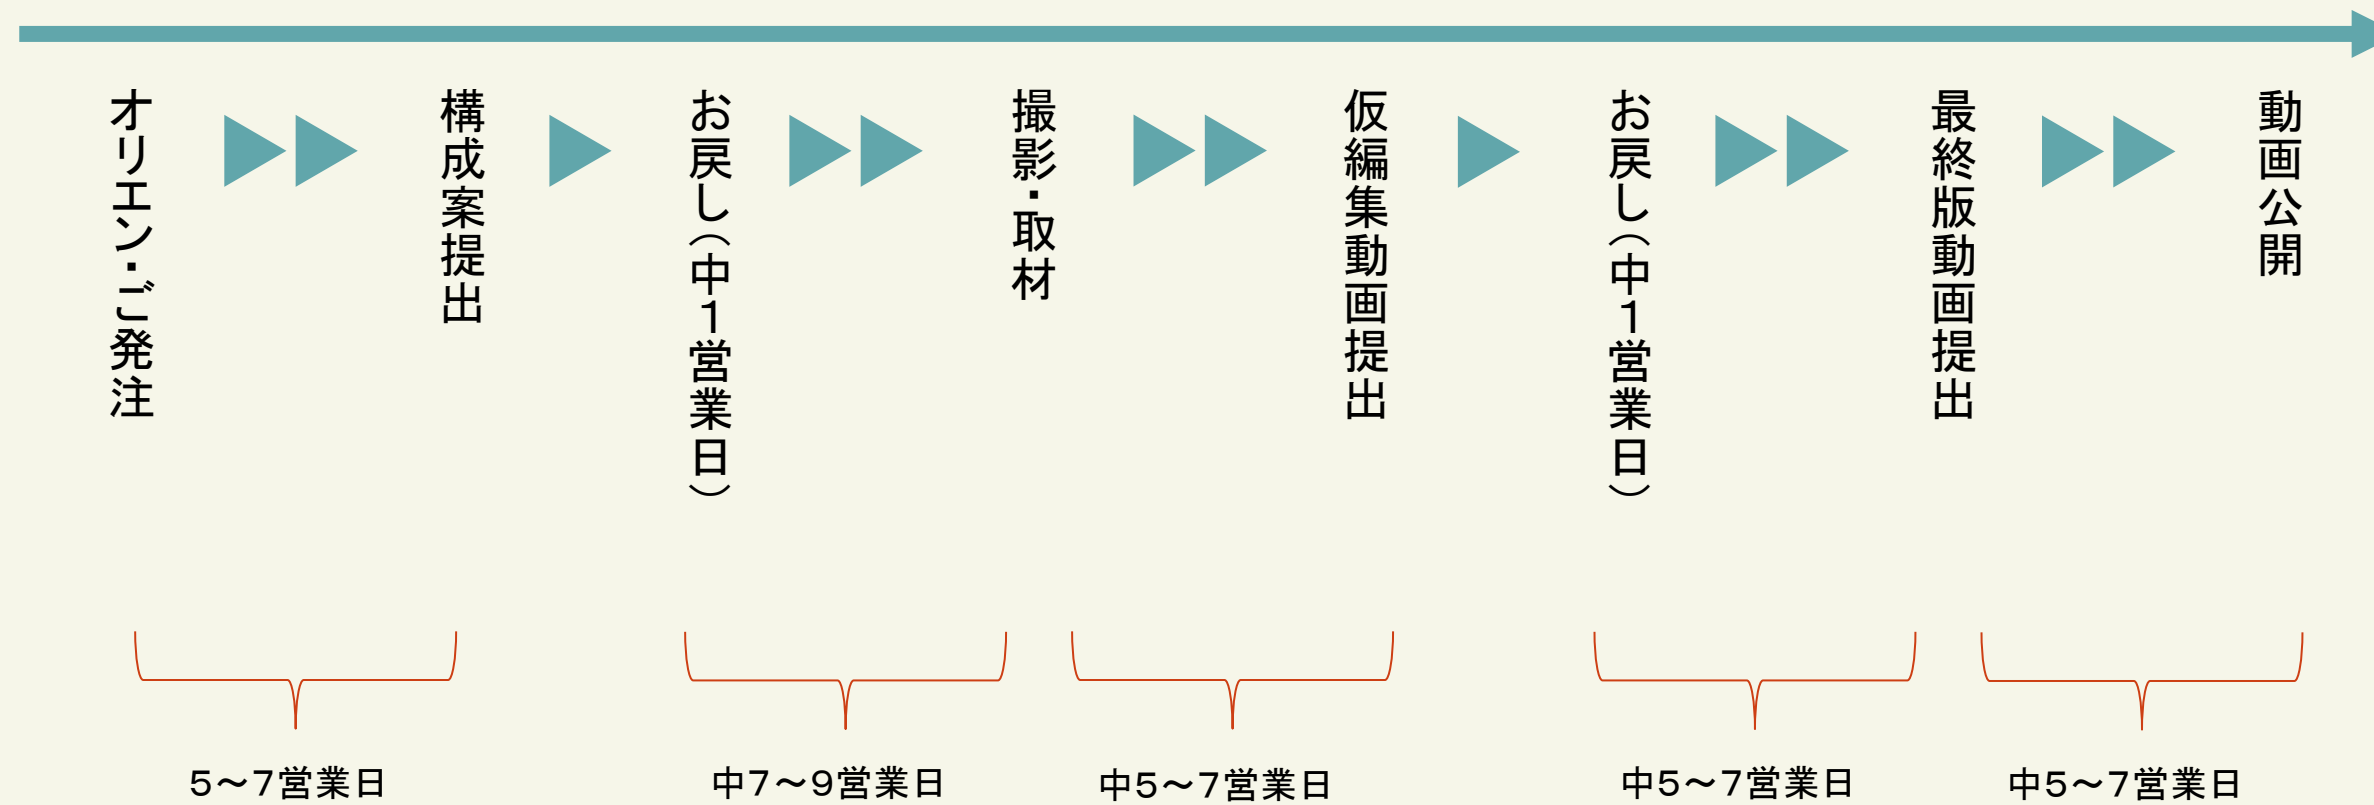 オリエン・ご発注
構成案提出
お戻し（中１営業日）
撮影・取材
仮編集動画提出
お戻し（中１営業日）
最終版動画提出
動画公開
５～７営業日
中７～９営業日
中５～７営業日
中５～７営業日
中５～７営業日